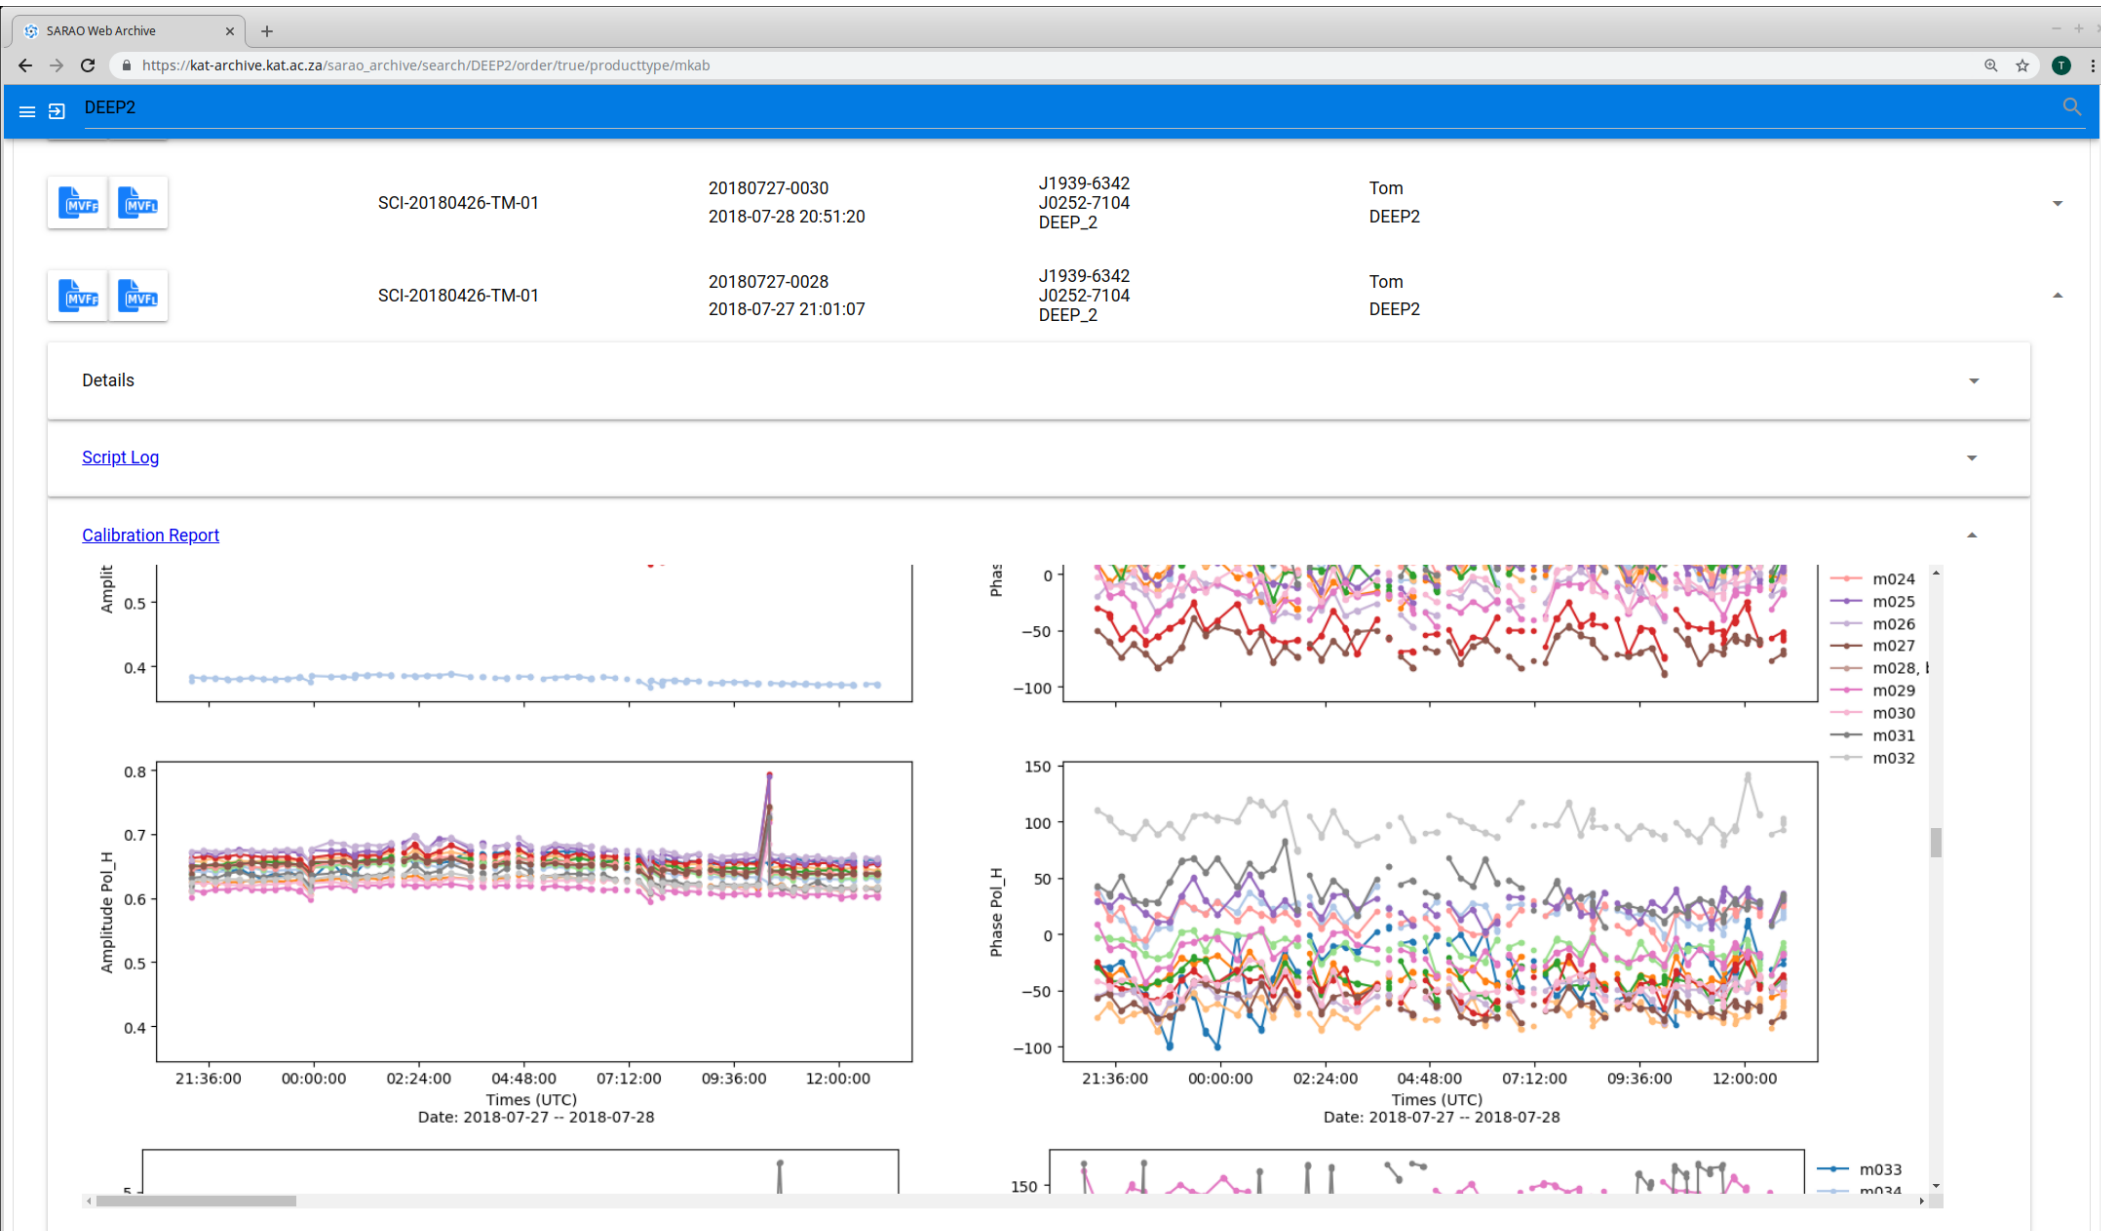 SARAO Web Archive
https://kat-archive.kat.ac.za/sarao_archive/search/DEEP2/order/true/producttype/mkab
T
DEEP2
MVFF MVFL
SCI-20180426-TM-01
20180727-0030
2018-07-28 20:51:20
J1939-6342
J0252-7104
DEEP_2
Tom
DEEP2
MVFF MVFL
SCI-20180426-TM-01
20180727-0028
2018-07-27 21:01:07
J1939-6342
J0252-7104
DEEP_2
Tom
DEEP2
Details
Script Log
Calibration Report
Amplit
0.5
0.4
Phas
0
−50
−100
m024
m025
m026
m027
m028,
m029
m030
m031
m032
Amplitude Pol_H
0.8
0.7
0.6
0.5
0.4
21:36:00 00:00:00 02:24:00 04:48:00 07:12:00 09:36:00 12:00:00
Times (UTC)
Date: 2018-07-27 -- 2018-07-28
Phase Pol_H
150
100
50
0
−50
−100
21:36:00 00:00:00 02:24:00 04:48:00 07:12:00 09:36:00 12:00:00
Times (UTC)
Date: 2018-07-27 -- 2018-07-28
5
150
m033
m034